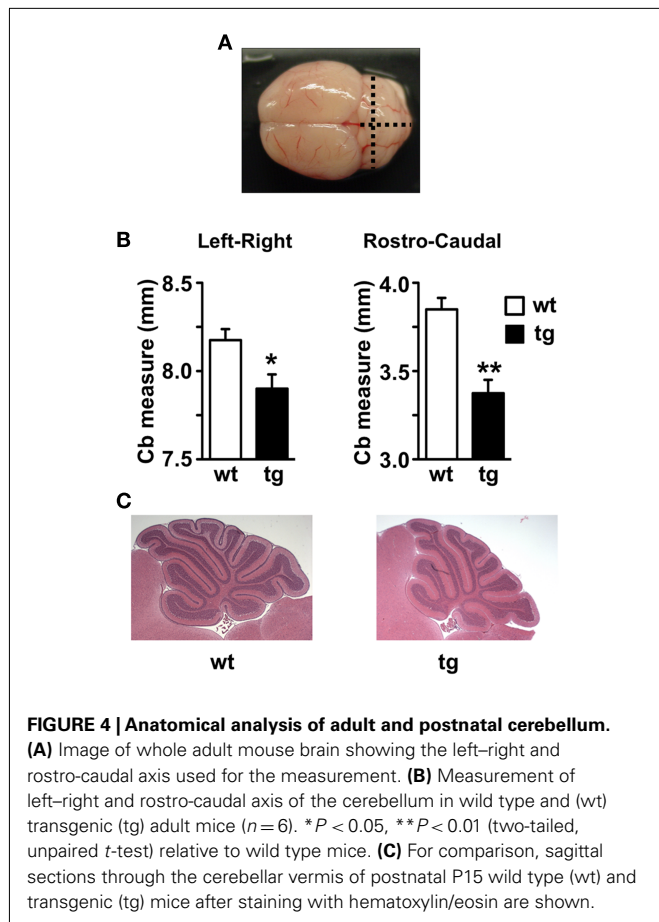 A
B
Left-Right
Rostro-Caudal
8.5
8.0
7.5
Cb measure (mm)
wt
tg
*
4.0
3.5
3.0
Cb measure (mm)
wt
tg
**
wt
tg
C
wt
tg
FIGURE 4 | Anatomical analysis of adult and postnatal cerebellum.
(A) Image of whole adult mouse brain showing the left–right and
rostro-caudal axis used for the measurement. (B) Measurement of
left–right and rostro-caudal axis of the cerebellum in wild type and (wt)
transgenic (tg) adult mice (n = 6). *P < 0.05, **P < 0.01 (two-tailed,
unpaired t-test) relative to wild type mice. (C) For comparison, sagittal
sections through the cerebellar vermis of postnatal P15 wild type (wt) and
transgenic (tg) mice after staining with hematoxylin/eosin are shown.